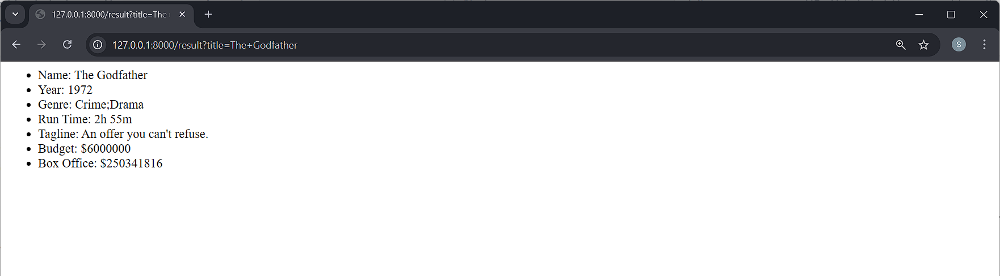 127.0.0.1:8000/result?title=The+
127.0.0.1:8000/result?title=The+Godfather
S
Name: The Godfather
Year: 1972
Genre: Crime;Drama
Run Time: 2h 55m
Tagline: An offer you can't refuse.
Budget: $6000000
Box Office: $250341816